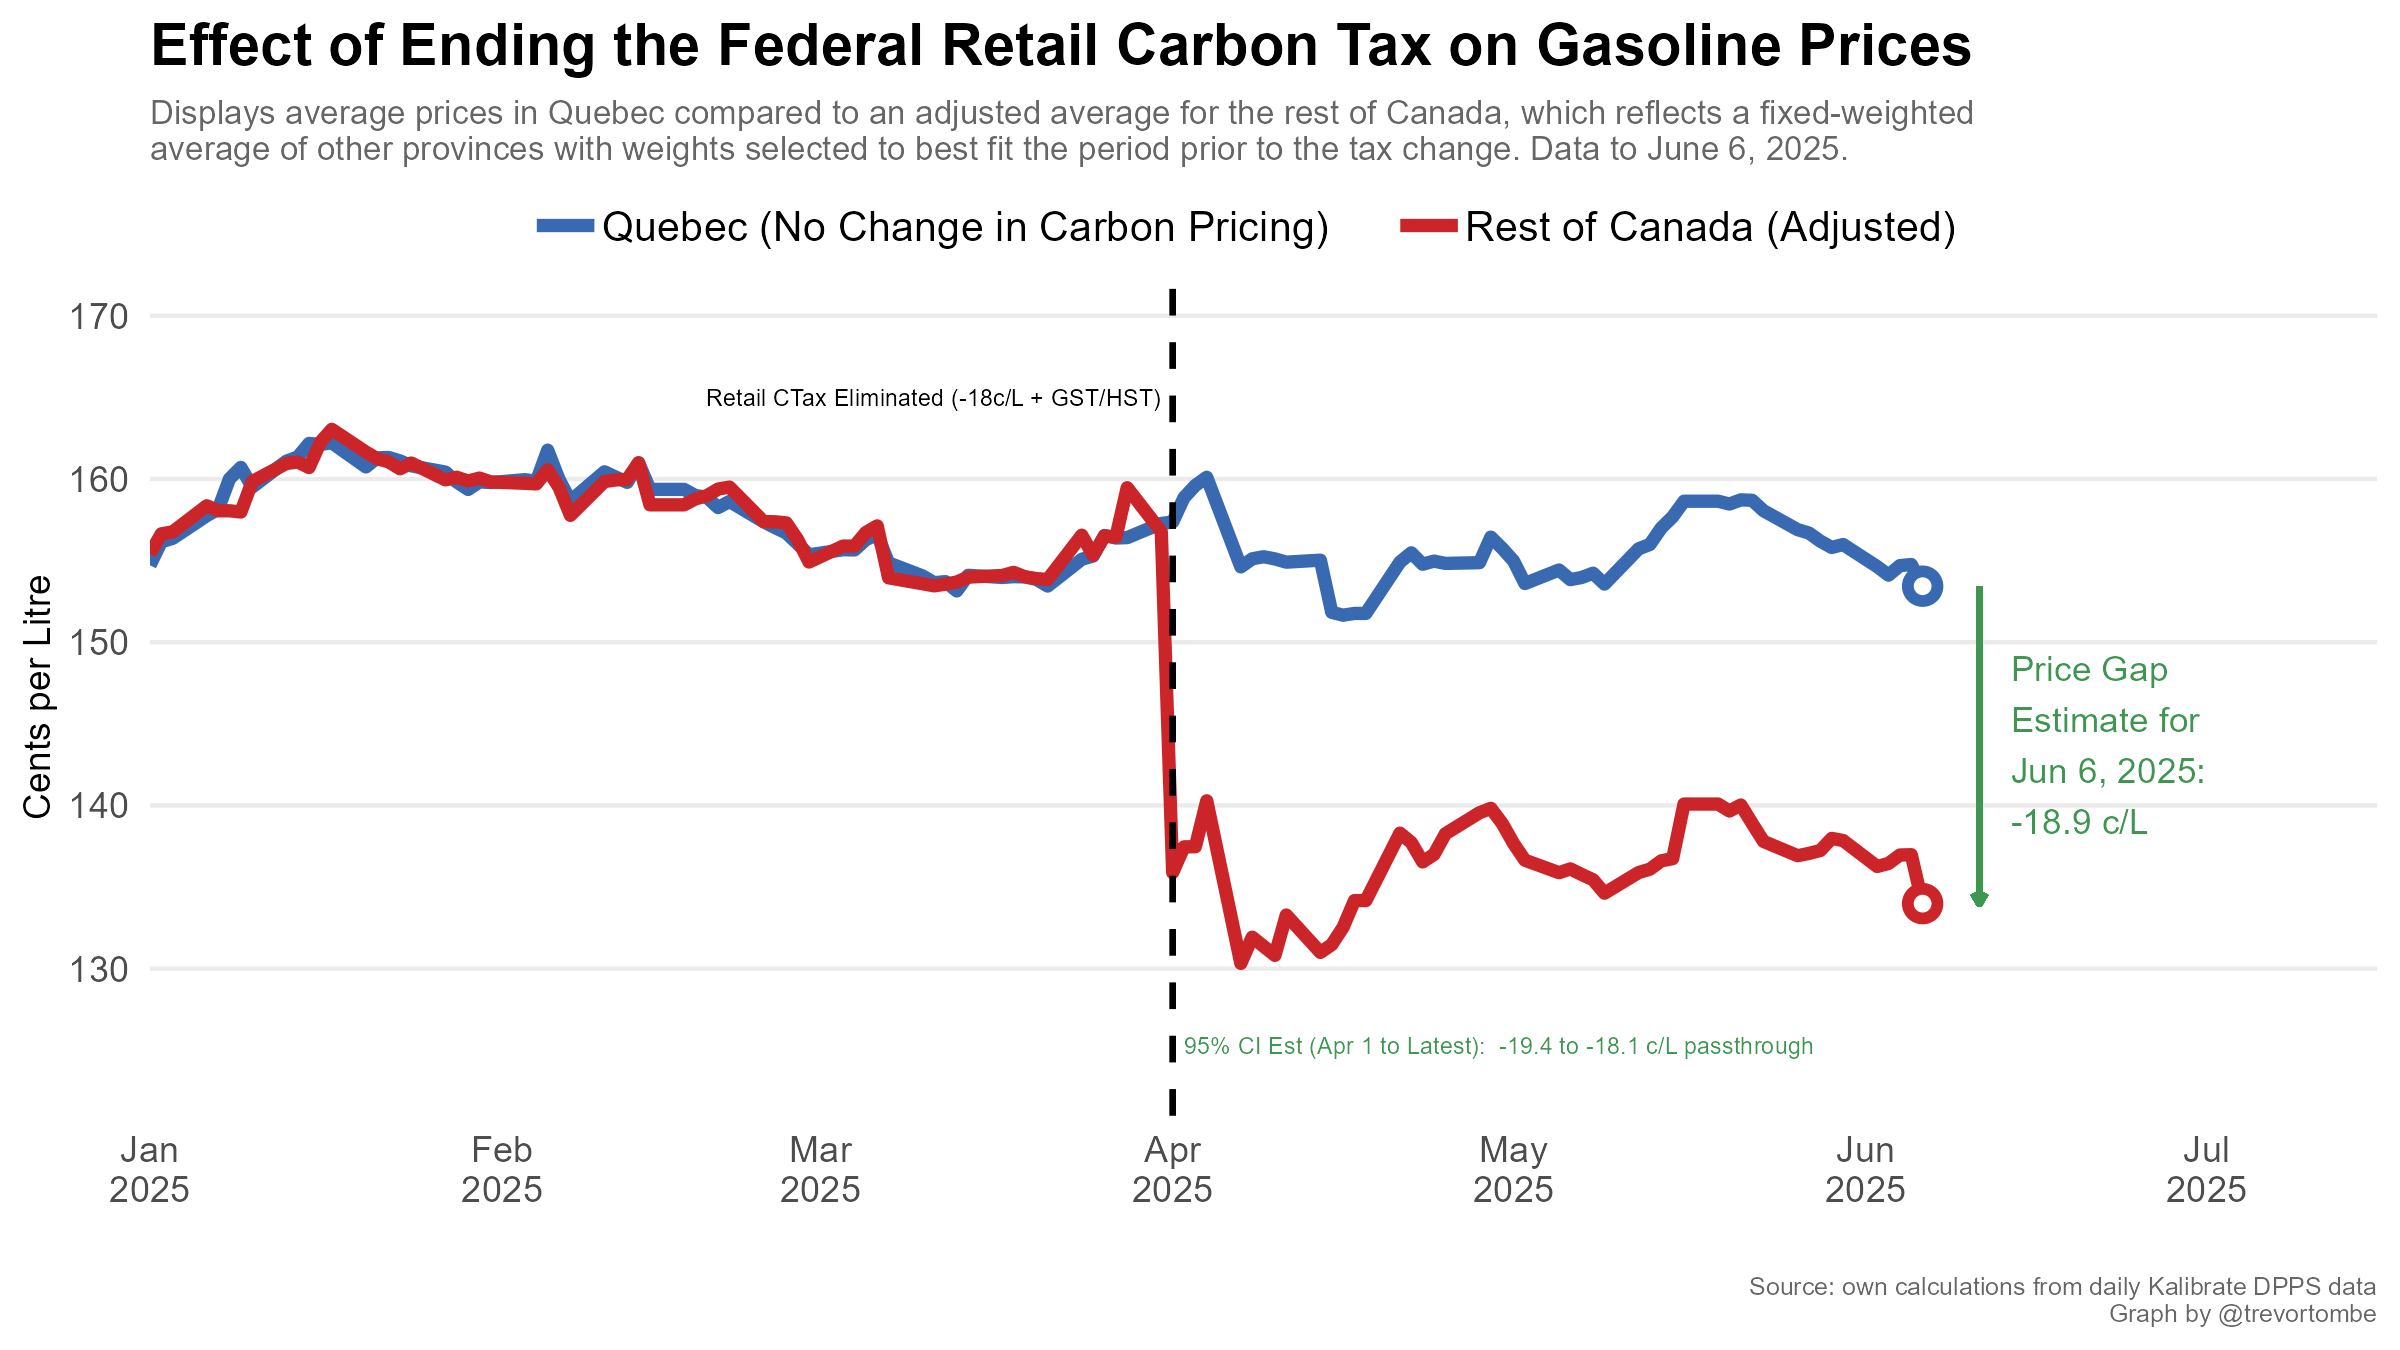 Effect of Ending the Federal Retail Carbon Tax on Gasoline Prices
Displays average prices in Quebec compared to an adjusted average for the rest of Canada, which reflects a fixed-weighted
average of other provinces with weights selected to best fit the period prior to the tax change. Data to June 6, 2025.
Quebec (No Change in Carbon Pricing)
Rest of Canada (Adjusted)
Cents per Litre
170
160
150
140
130
Retail CTax Eliminated (-18c/L + GST/HST)
Price Gap
Estimate for
Jun 6, 2025:
-18.9 c/L
95% CI Est (Apr 1 to Latest):  -19.4 to -18.1 c/L passthrough
Jan
2025
Feb
2025
Mar
2025
Apr
2025
May
2025
Jun
2025
Jul
2025
Source: own calculations from daily Kalibrate DPPS data
Graph by @trevortombe